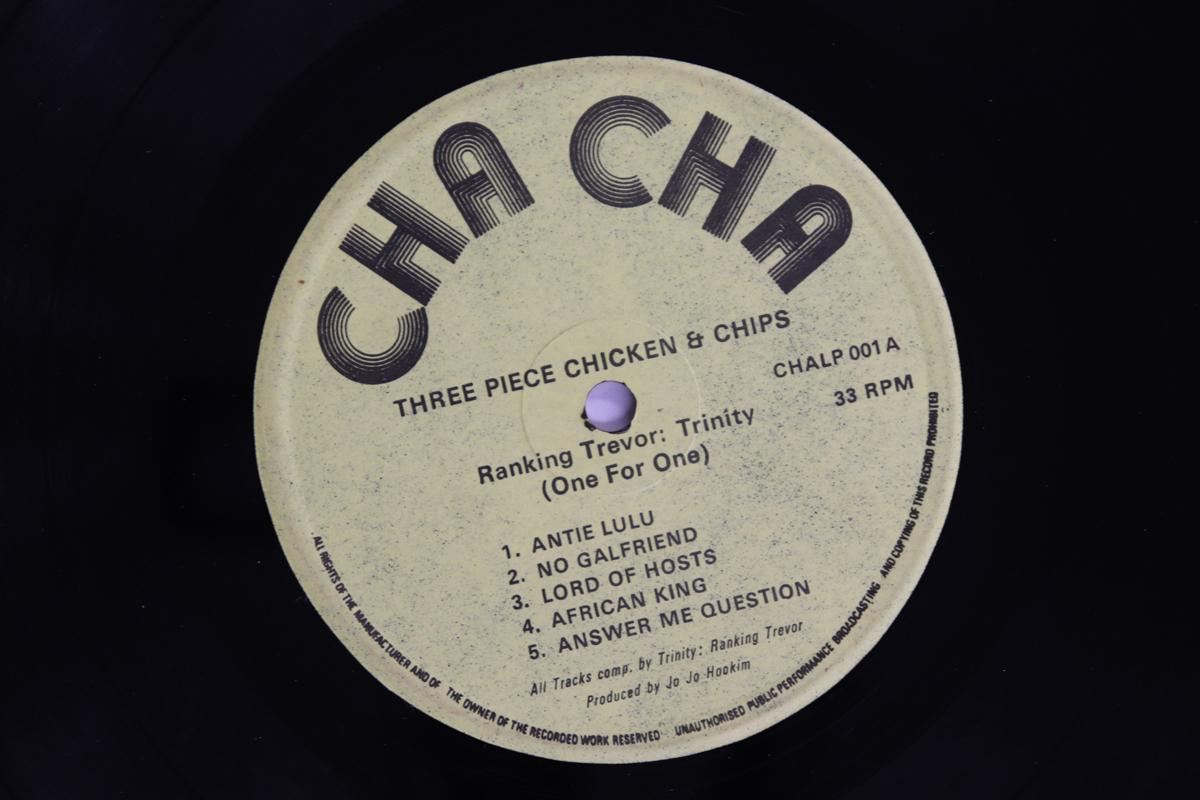 CHA CHA
THREE PIECE CHICKEN & CHIPS
CHALP 001 A
33 RPM
Ranking Trevor: Trinity
(One For One)
1. ANTIE LULU
2. NO GALFRIEND
3. LORD OF HOSTS
4. AFRICAN KING
5. ANSWER ME QUESTION
All Tracks comp. by Trinity: Ranking Trevor
Produced by Jo Jo Hookim
ALL RIGHTS OF THE MANUFACTURER AND OF THE OWNER OF THE RECORDED WORK RESERVED UNAUTHORISED PUBLIC PERFORMANCE BROADCASTING AND COPYING OF THIS RECORD PROHIBITED